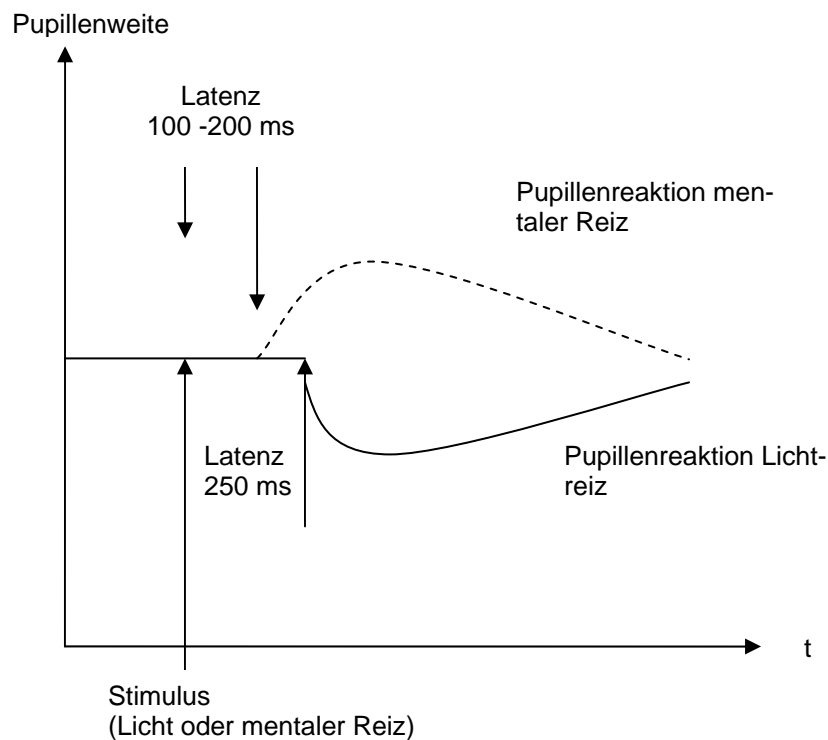 Pupillenweite
Latenz
100 -200 ms
Pupillenreaktion men-
taler Reiz
Latenz
250 ms
Pupillenreaktion Licht-
reiz
t
Stimulus
(Licht oder mentaler Reiz)